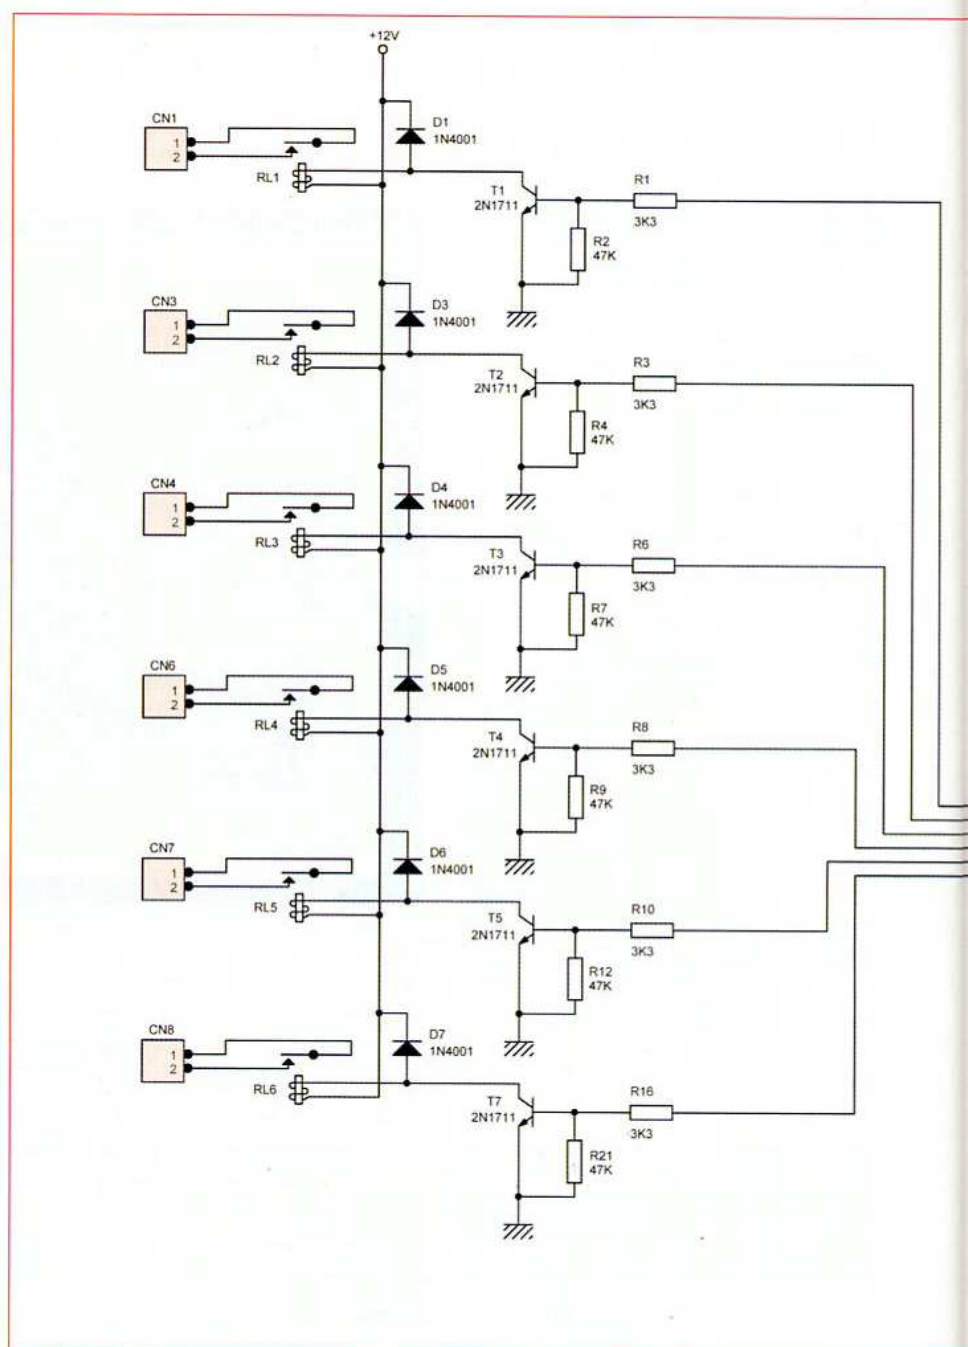 +12V
CN1
1
2
RL1
D1
1N4001
T1
2N1711
R1
3K3
R2
47K
CN3
1
2
RL2
D3
1N4001
T2
2N1711
R3
3K3
R4
47K
CN4
1
2
RL3
D4
1N4001
T3
2N1711
R6
3K3
R7
47K
CN6
1
2
RL4
D5
1N4001
T4
2N1711
R8
3K3
R9
47K
CN7
1
2
RL5
D6
1N4001
T5
2N1711
R10
3K3
R12
47K
CN8
1
2
RL6
D7
1N4001
T7
2N1711
R16
3K3
R21
47K